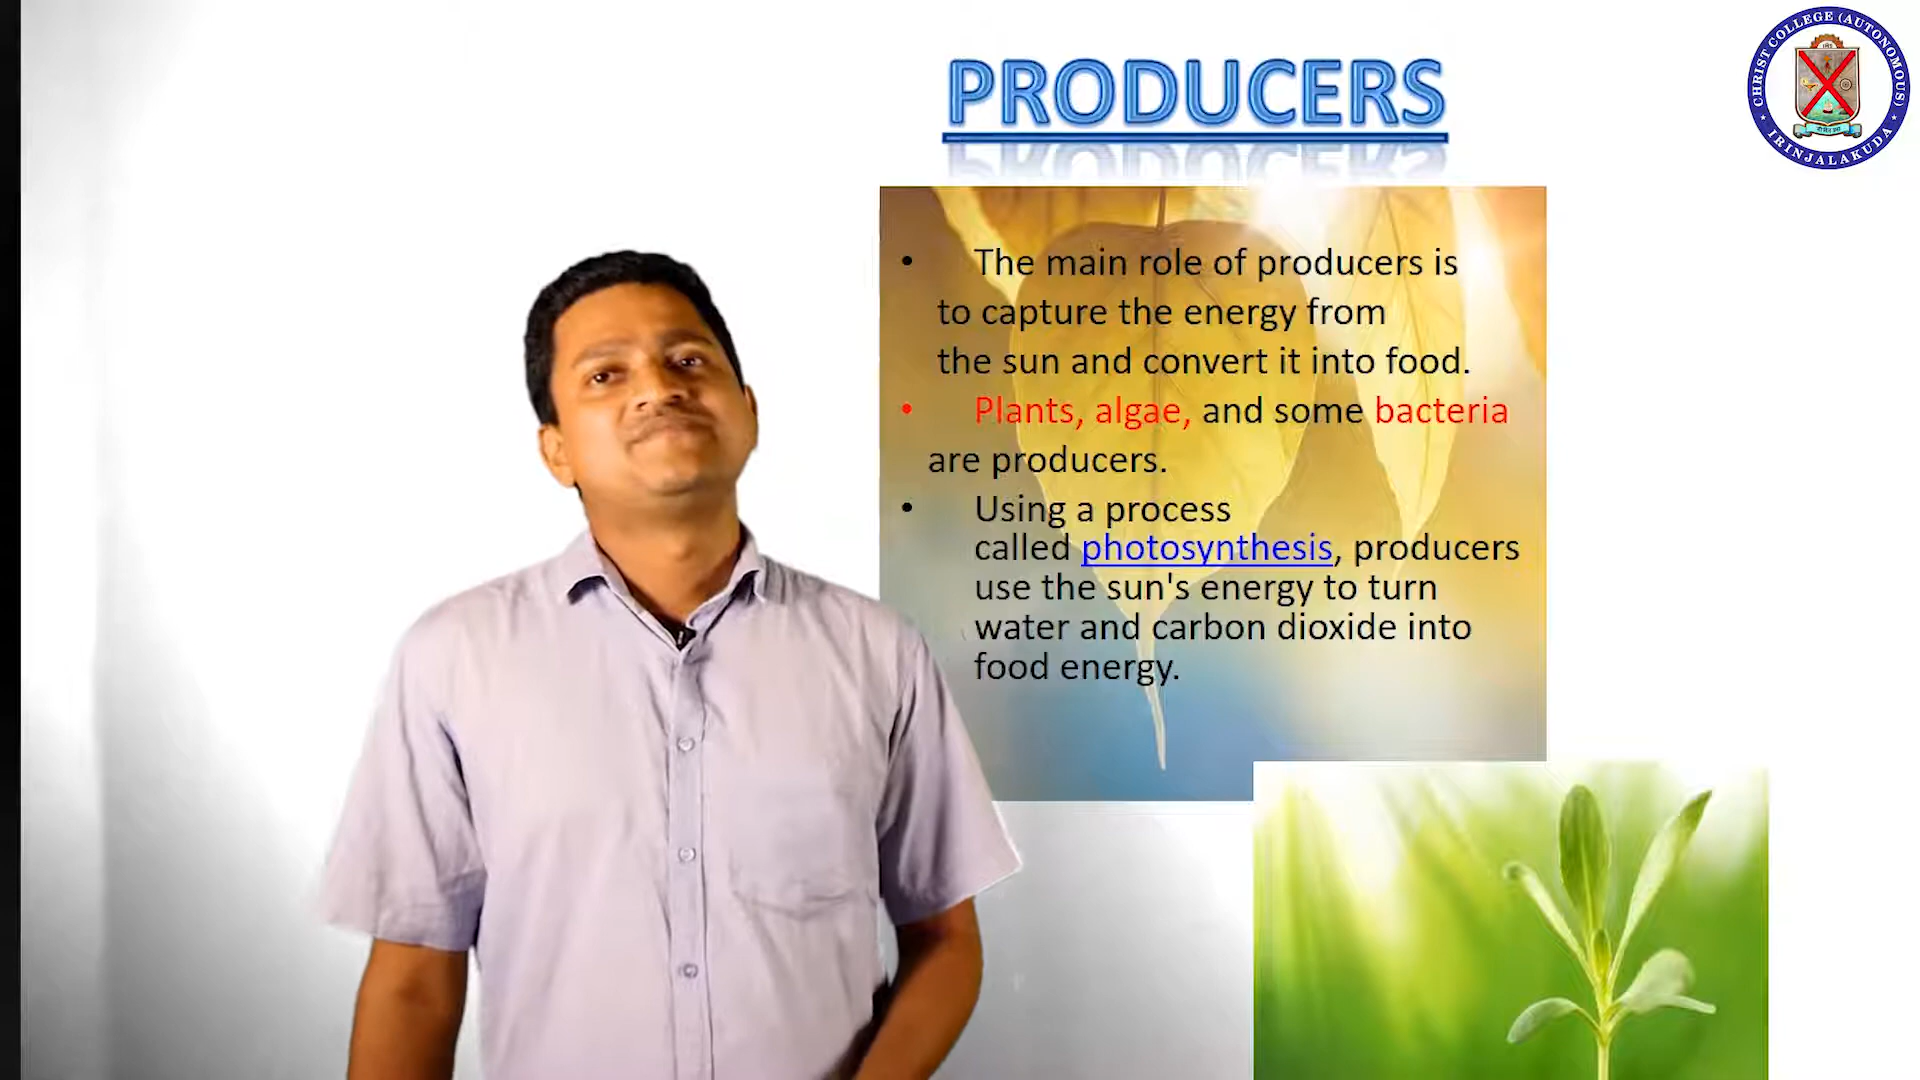 PRODUCERS
CHRIST COLLEGE (AUTONOMOUS)
IRINJALAKUDA
• The main role of producers is
to capture the energy from
the sun and convert it into food.
• Plants, algae, and some bacteria
are producers.
• Using a process
called photosynthesis, producers
use the sun's energy to turn
water and carbon dioxide into
food energy.